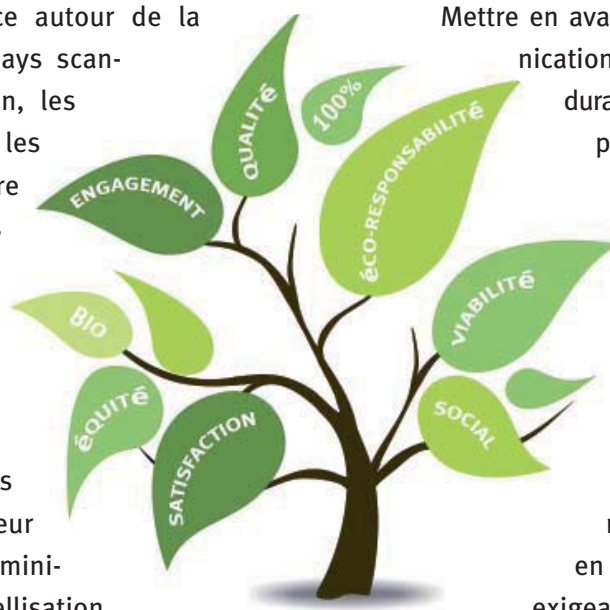 ce autour de la
ays scan-
n, les
les
re
s
eur
mini-
ellisation
QUALITé
100%
ENGAGEMENT
éCO-RESPONSABILITé
BIO
VIABILITé
éQUITé
SATISFACTION
SOCIAL
Mettre en ava
nication
dura
p
en
exigea